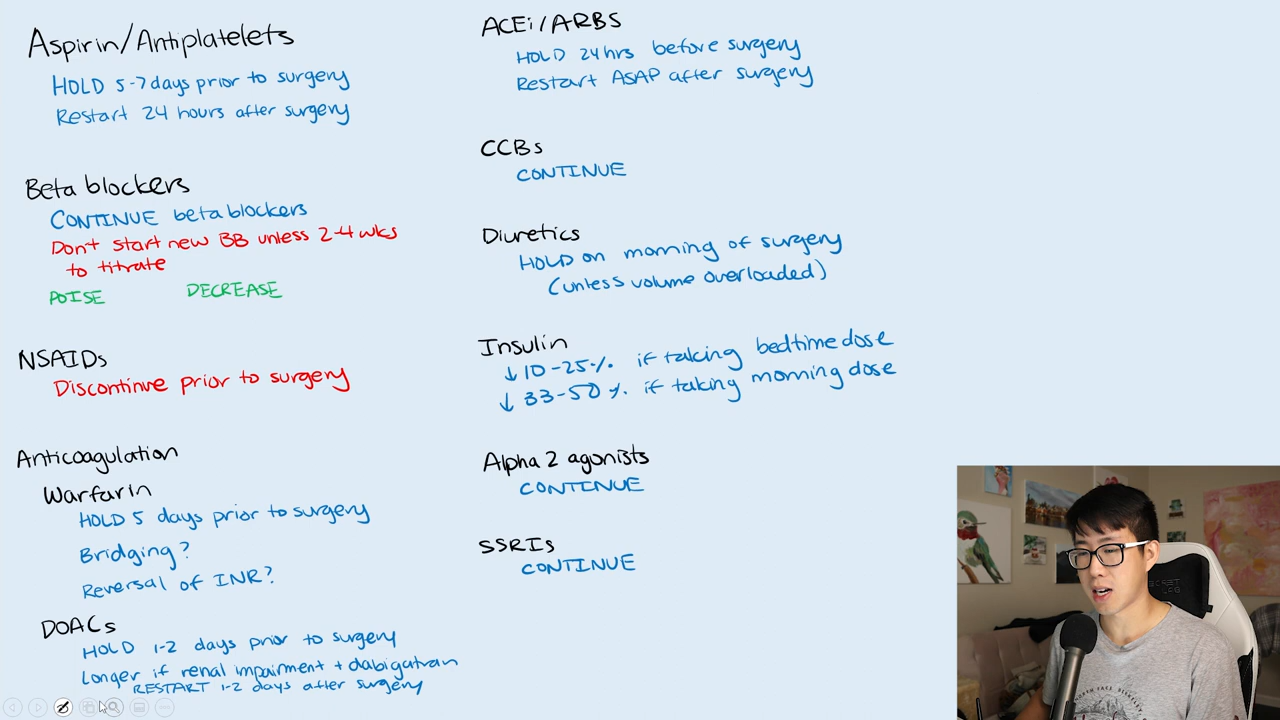 Aspirin/Antiplatelets
HOLD 5-7 days prior to surgery
Restart 24 hours after surgery
Beta blockers
CONTINUE beta blockers
Don't start new BB unless 2-4 wks
to titrate
POISE DECREASE
NSAIDs
Discontinue prior to surgery
Anticoagulation
Warfarin
HOLD 5 days prior to surgery
Bridging?
Reversal of INR?
DOACs
HOLD 1-2 days prior to surgery
Longer if renal impairment + dabigatran
RESTART 1-2 days after surgery
ACEi/ARBS
HOLD 24hrs before surgery
Restart ASAP after surgery
CCBs
CONTINUE
Diuretics
HOLD on morning of surgery
(unless volume overloaded)
Insulin
↓ 10-25% if taking bedtime dose
↓ 33-50% if taking morning dose
Alpha 2 agonists
CONTINUE
SSRIs
CONTINUE